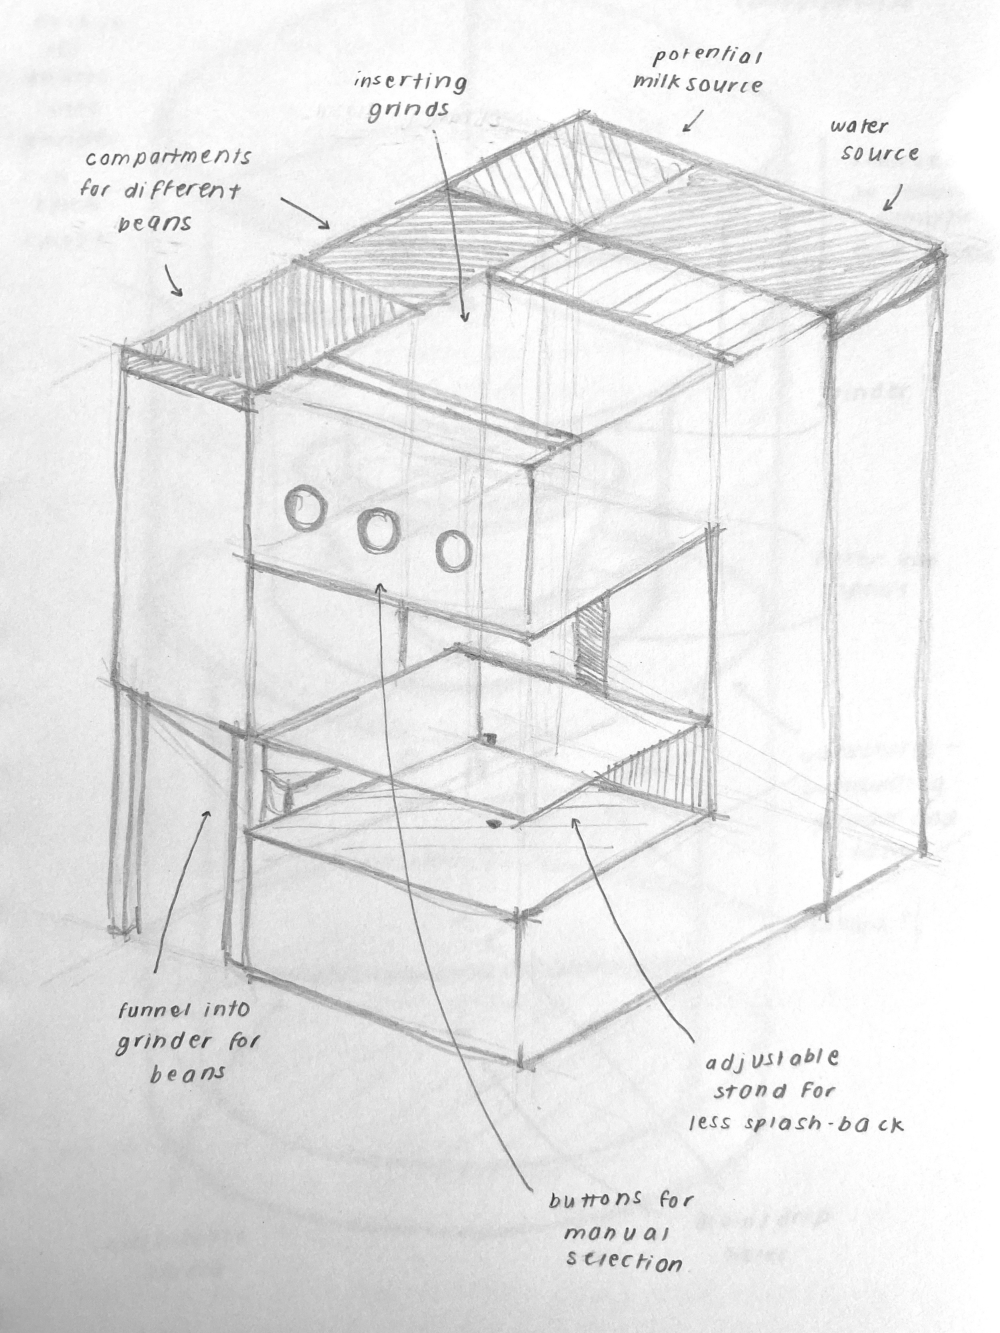 inserting
grinds
potential
milk source
water
source
compartments
for different
beans
funnel into
grinder for
beans
adjustable
stand for
less splash-back
buttons for
manual
selection